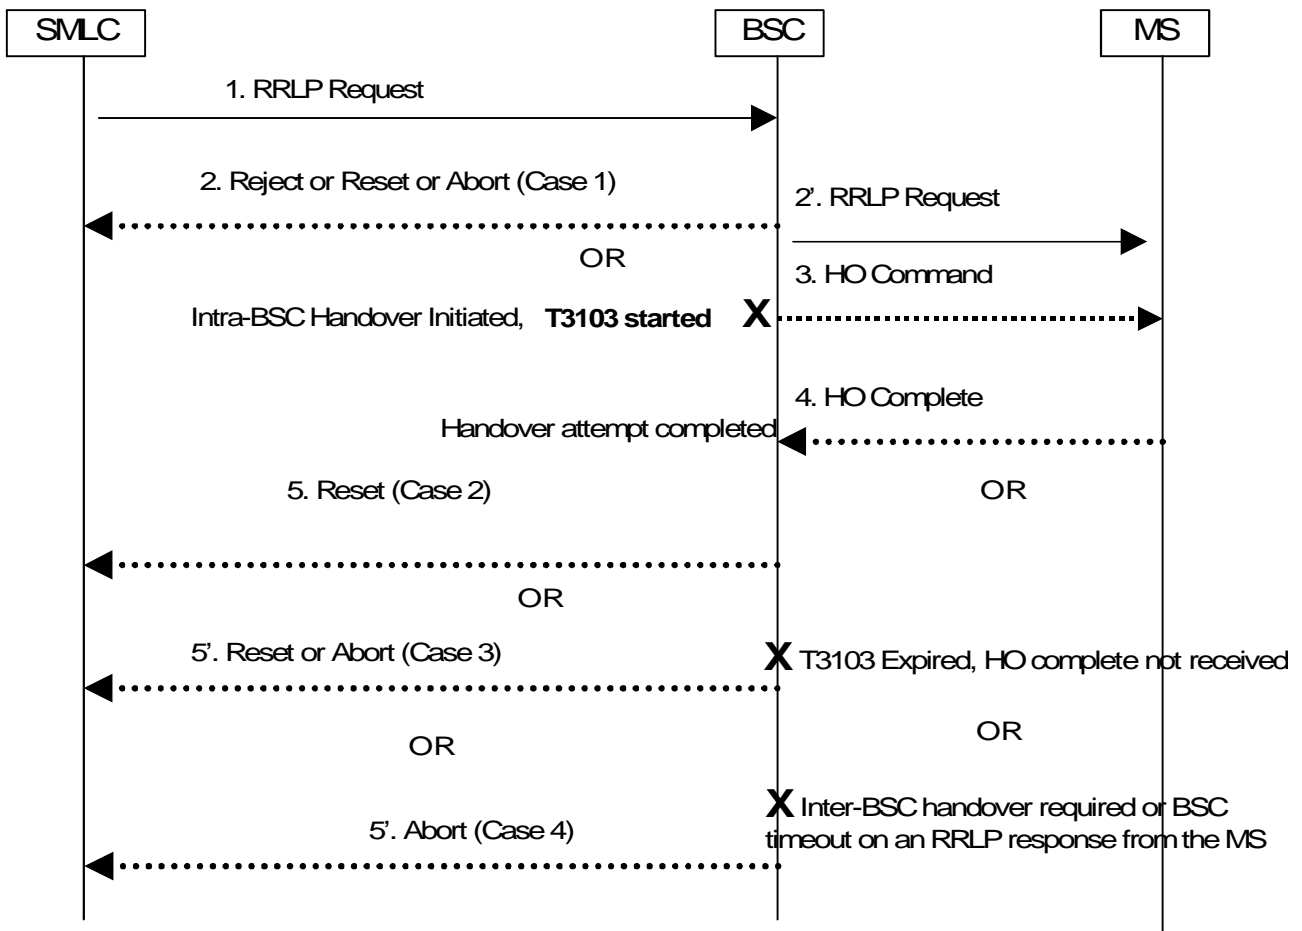 SMLC
BSC
MS
1. RRLP Request
2. Reject or Reset or Abort (Case 1)
2'. RRLP Request
OR
3. HO Command
Intra-BSC Handover Initiated, T3103 started X
4. HO Complete
Handover attempt completed
5. Reset (Case 2)
OR
OR
5'. Reset or Abort (Case 3)
X T3103 Expired, HO complete not received
OR
OR
X Inter-BSC handover required or BSC
timeout on an RRLP response from the MS
5'. Abort (Case 4)